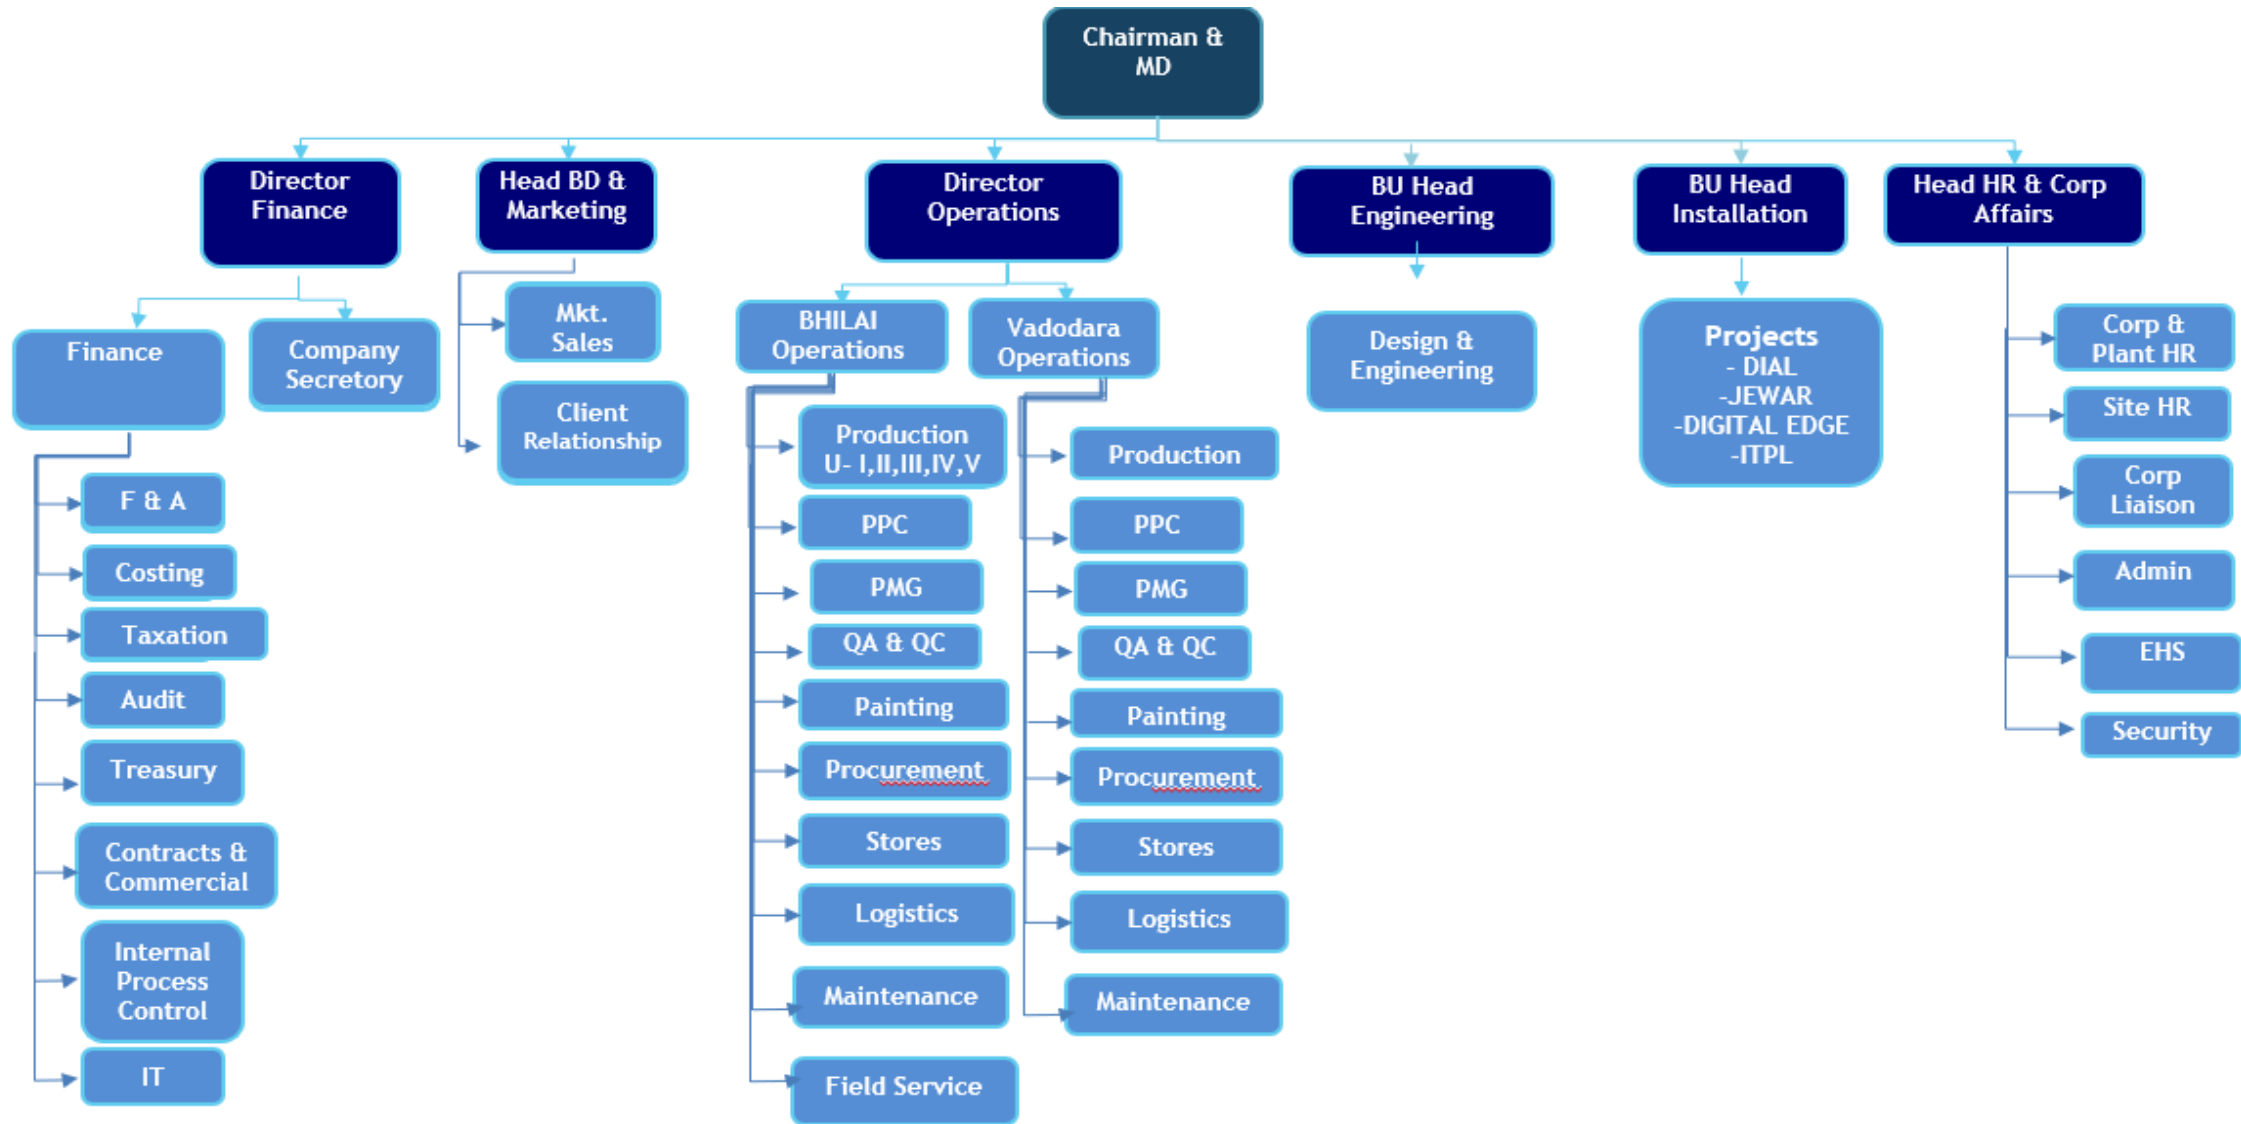 Chairman &
MD
Director
Finance
Head BD &
Marketing
Director
Operations
BU Head
Engineering
BU Head
Installation
Head HR & Corp
Affairs
Finance
Company
Secretory
F & A
Costing
Taxation
Audit
Treasury
Contracts &
Commercial
Internal
Process
Control
IT
Mkt.
Sales
Client
Relationship
BHILAI
Operations
Production
U- I,II,III,IV,V
PPC
PMG
QA & QC
Painting
Procurement
Stores
Logistics
Maintenance
Field Service
Vadodara
Operations
Production
PPC
PMG
QA & QC
Painting
Procurement
Stores
Logistics
Maintenance
Design &
Engineering
Projects
- DIAL
-JEWAR
-DIGITAL EDGE
-ITPL
Corp &
Plant HR
Site HR
Corp
Liaison
Admin
EHS
Security